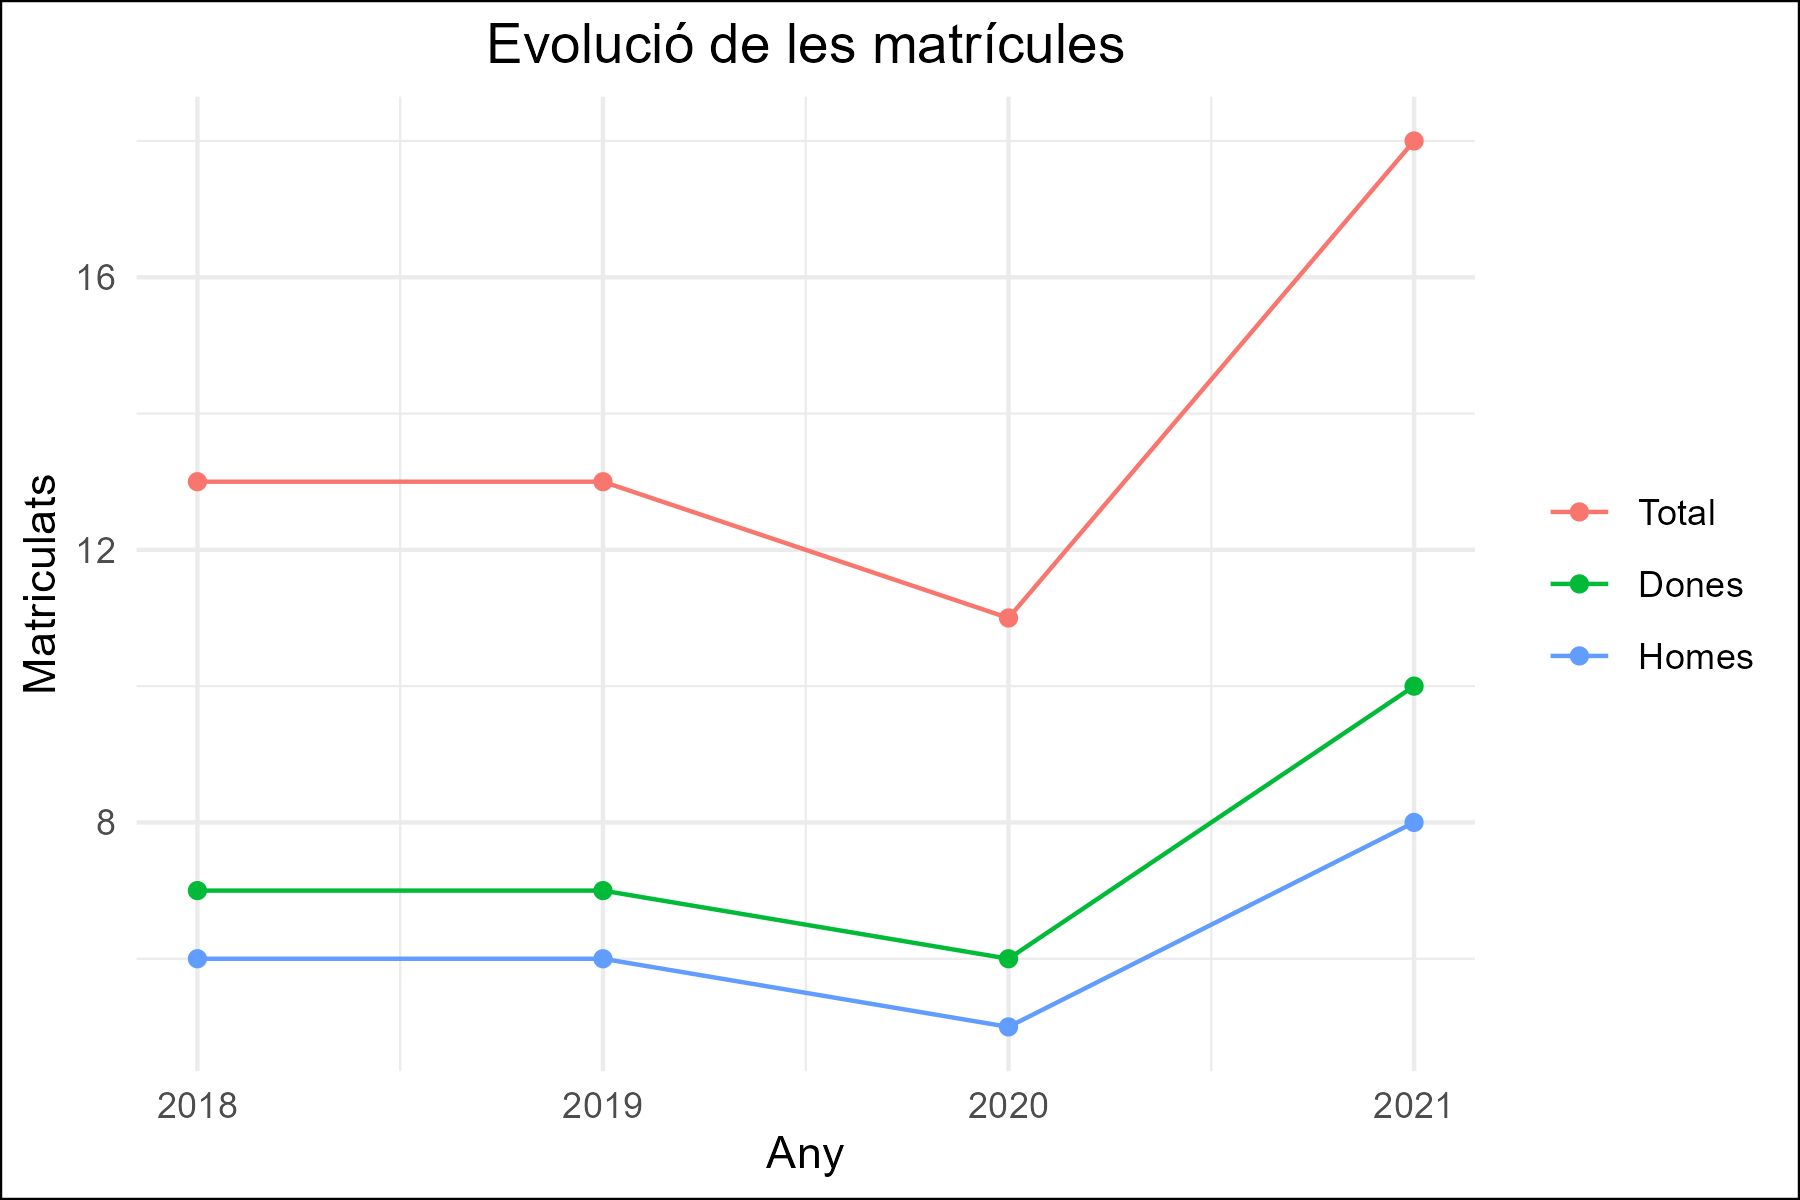 Evolució de les matrícules
Matriculats
16
12
8
2018 2019 2020 2021
Any
Total
Dones
Homes